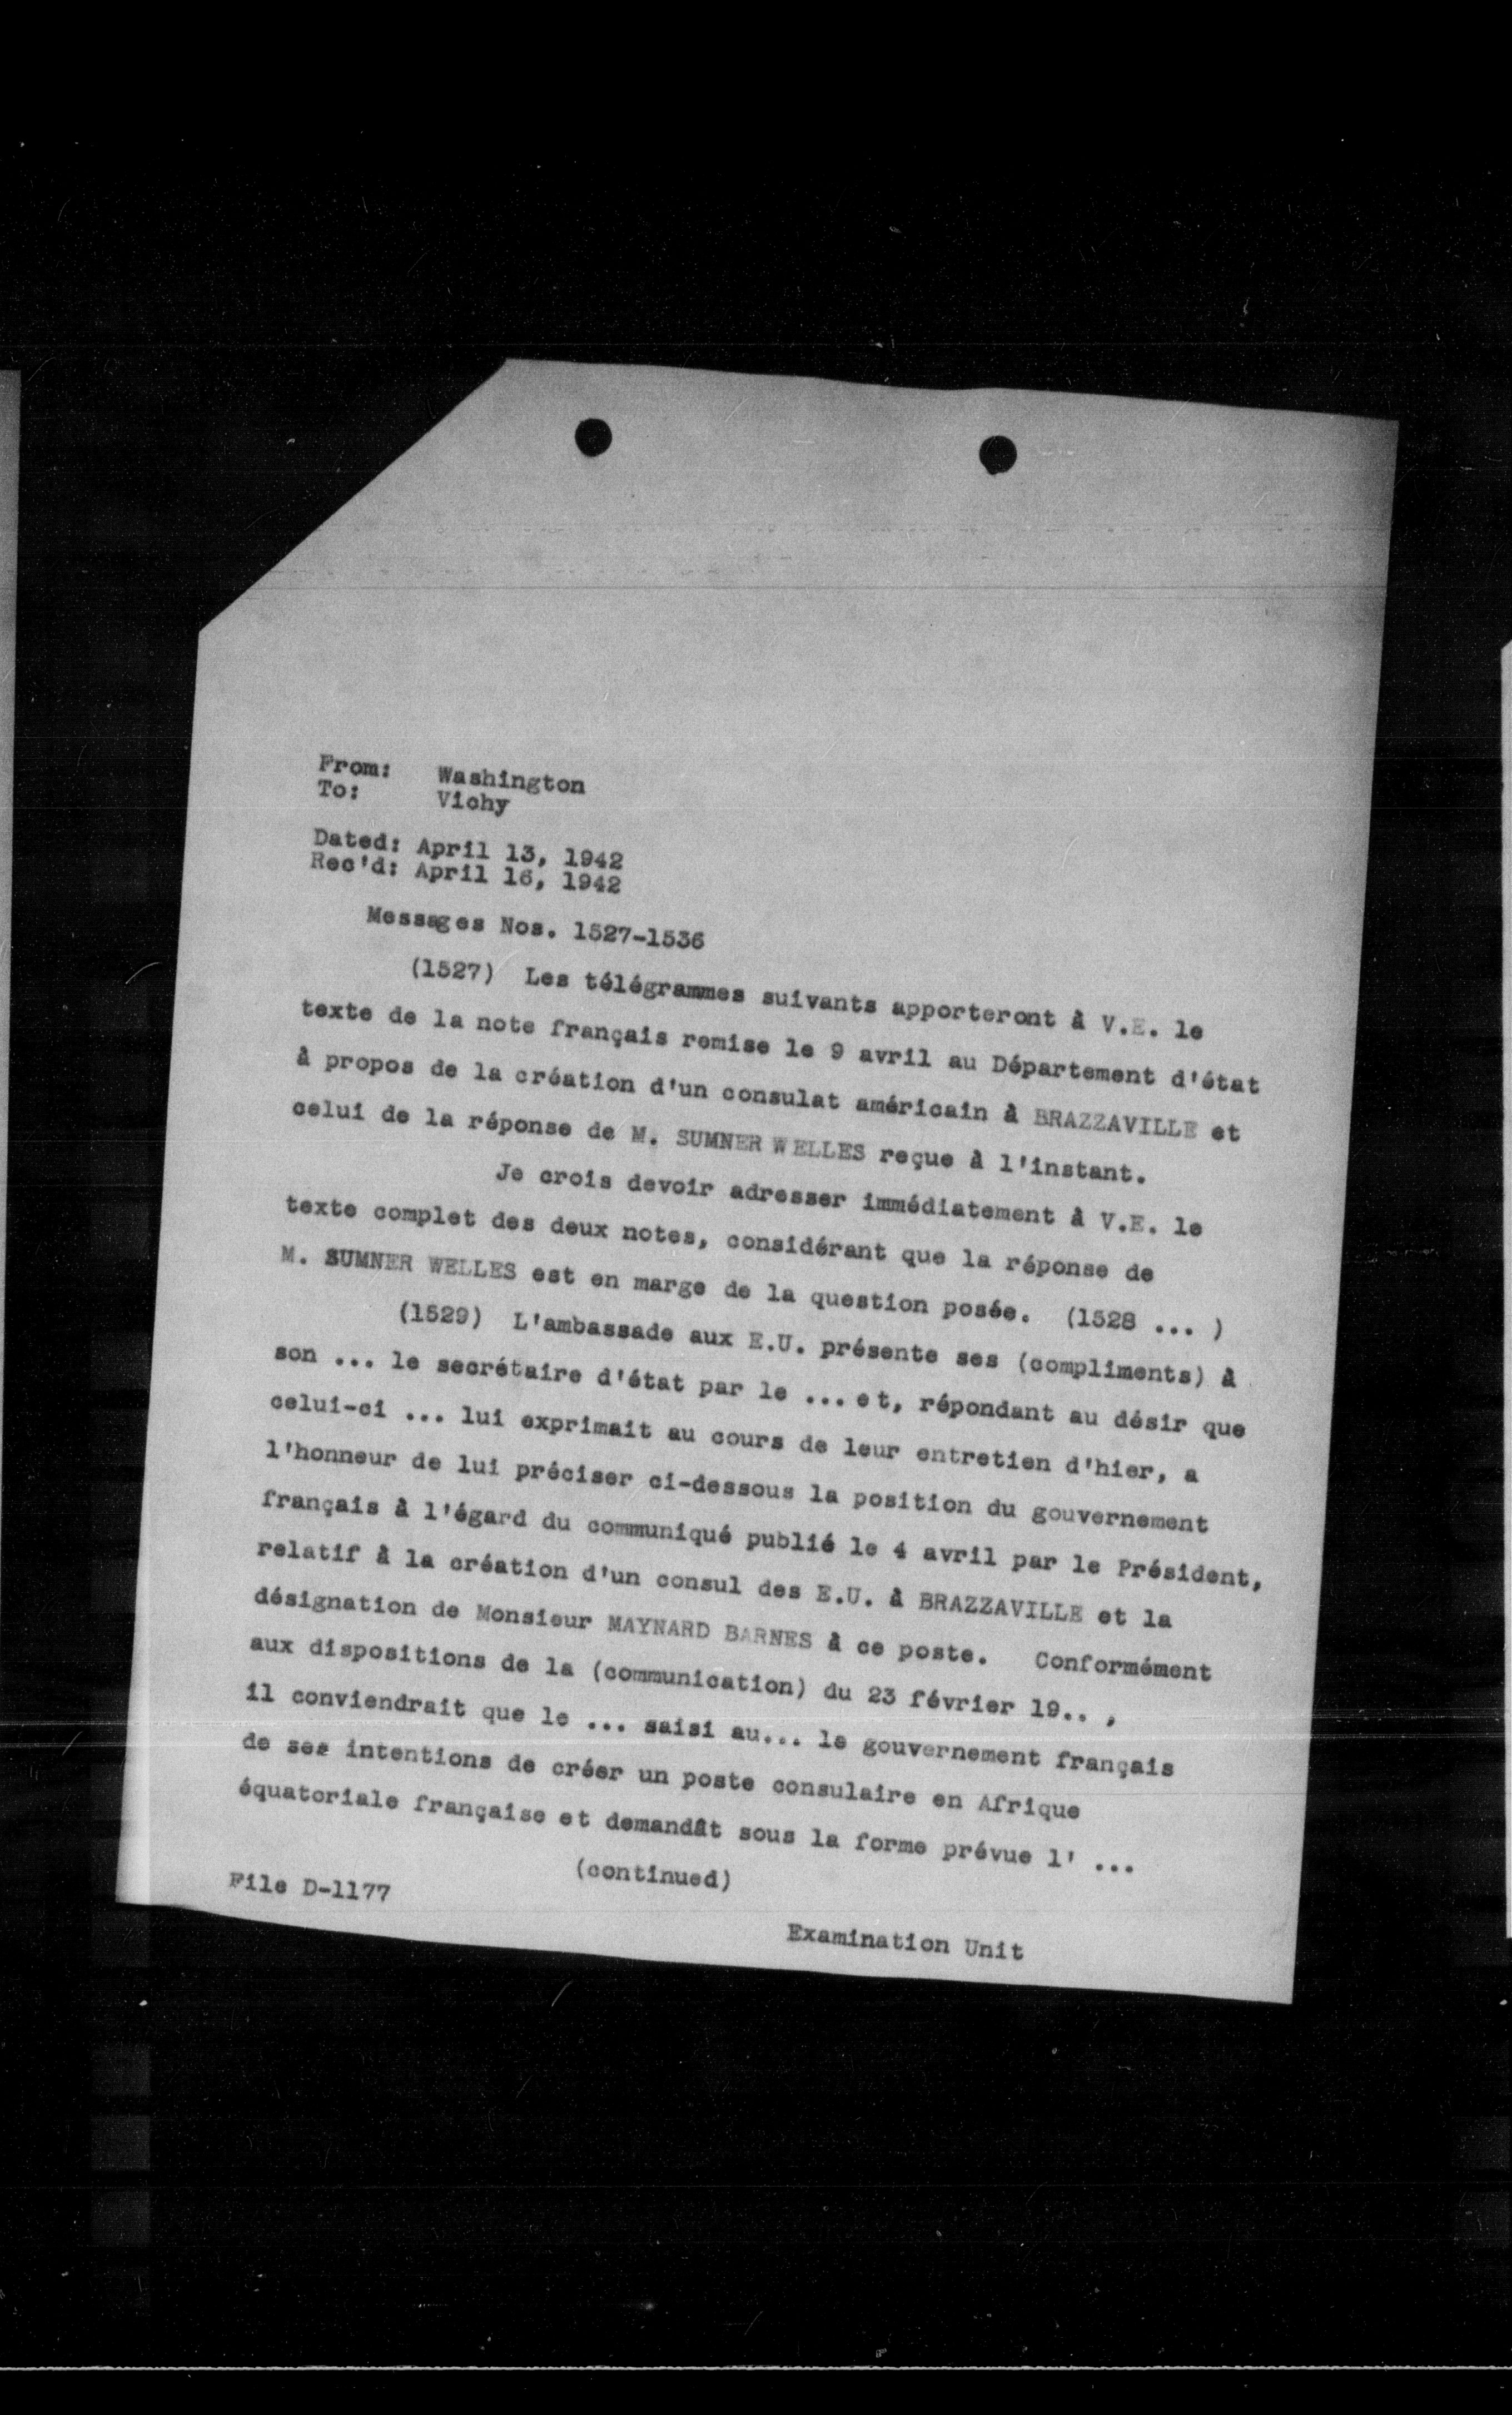 From: Washington
To: Vichy
Dated: April 13, 1942
Rec'd: April 16, 1942
Messages Nos. 1527-1536
(1527) Les télégrammes suivants apporteront à V.E. le
texte de la note français remise le 9 avril au Département d'état
à propos de la création d'un consulat américain à BRAZZAVILLE et
celui de la réponse de M. SUMNER WELLES reçue à l'instant.
Je crois devoir adresser immédiatement à V.E. le
texte complet des deux notes, considérant que la réponse de
M. SUMNER WELLES est en marge de la question posée. (1528 ... )
(1529) L'ambassade aux E.U. présente ses (compliments) à
son ... le secrétaire d'état par le ... et, répondant au désir que
celui-ci ... lui exprimait au cours de leur entretien d'hier, a
l'honneur de lui préciser ci-dessous la position du gouvernement
français à l'égard du communiqué publié le 4 avril par le Président,
relatif à la création d'un consul des E.U. à BRAZZAVILLE et la
désignation de Monsieur MAYNARD BARNES à ce poste. Conformément
aux dispositions de la (communication) du 23 février 19.. ,
il conviendrait que le ... saisi au... le gouvernement français
de ses intentions de créer un poste consulaire en Afrique
équatoriale française et demandât sous la forme prévue l' ...
(continued)
File D-1177
Examination Unit